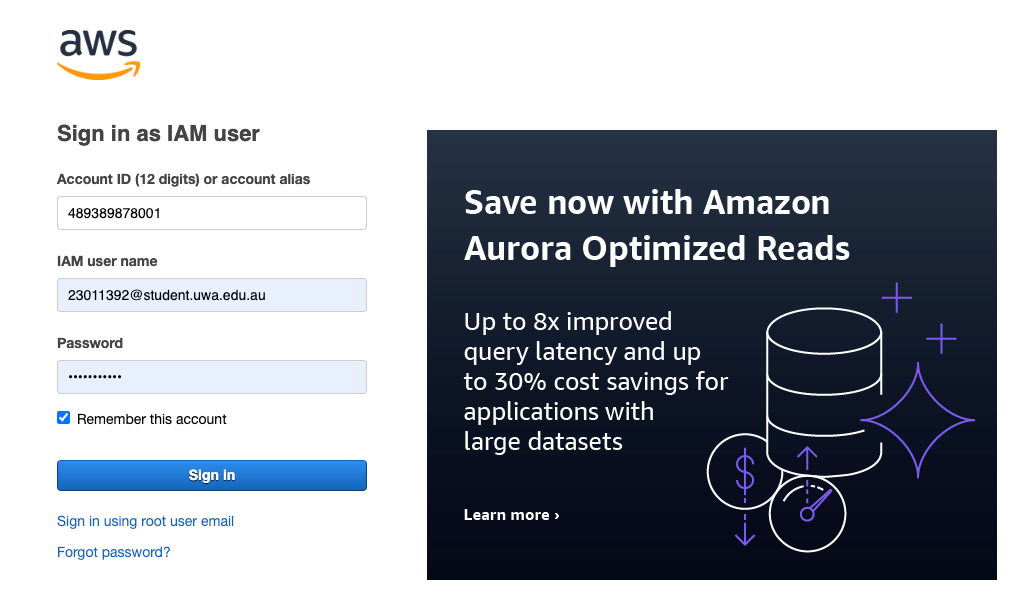 aws
Sign in as IAM user
Account ID (12 digits) or account alias
489389878001
IAM user name
23011392@student.uwa.edu.au
Password
•••••••••••
Remember this account
Sign in
Sign in using root user email
Forgot password?
Save now with Amazon
Aurora Optimized Reads
Up to 8x improved
query latency and up
to 30% cost savings for
applications with
large datasets
$
Learn more ›